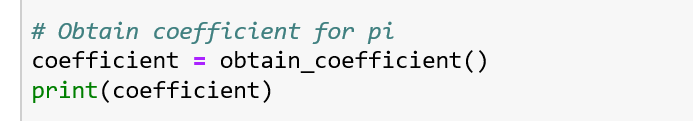 # Obtain coefficient for pi
coefficient = obtain_coefficient()
print(coefficient)